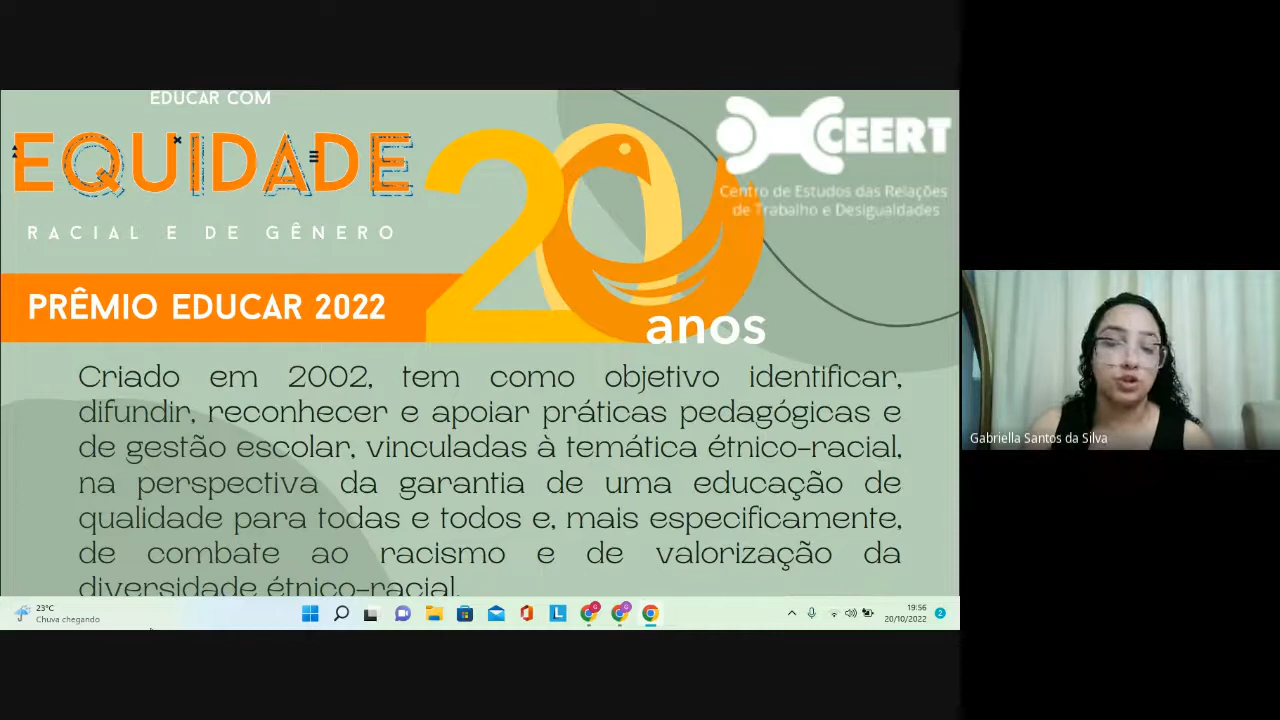 EDUCAR COM
EQUIDADE
RACIAL E DE GÊNERO
20
anos
CEERT
Centro de Estudos das Relações
de Trabalho e Desigualdades
PRÊMIO EDUCAR 2022
Criado em 2002, tem como objetivo identificar,
difundir, reconhecer e apoiar práticas pedagógicas e
de gestão escolar, vinculadas à temática étnico-racial,
na perspectiva da garantia de uma educação de
qualidade para todas e todos e, mais especificamente,
de combate ao racismo e de valorização da
diversidade étnico-racial.
Gabriella Santos da Silva
23°C
Chuva chegando
19:56
20/10/2022
2